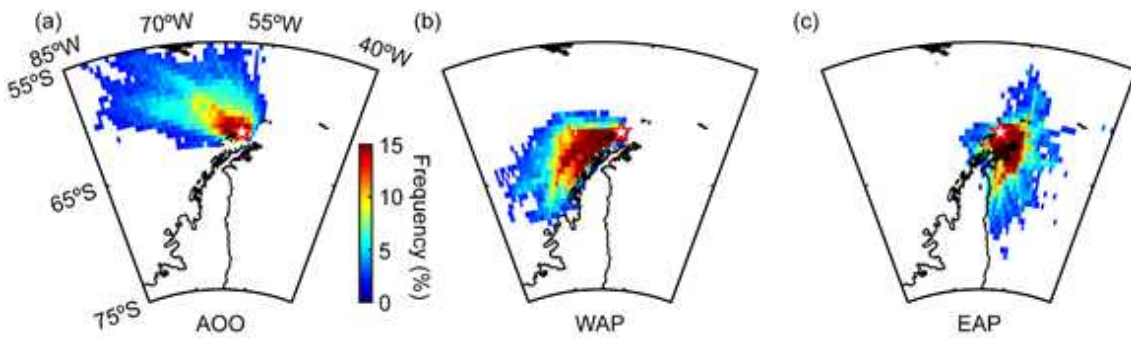 (a)
85ºW
70ºW
55ºW
40ºW
55ºS
65ºS
75ºS
AOO
15
10
5
0
Frequency (%)
(b)
WAP
(c)
EAP